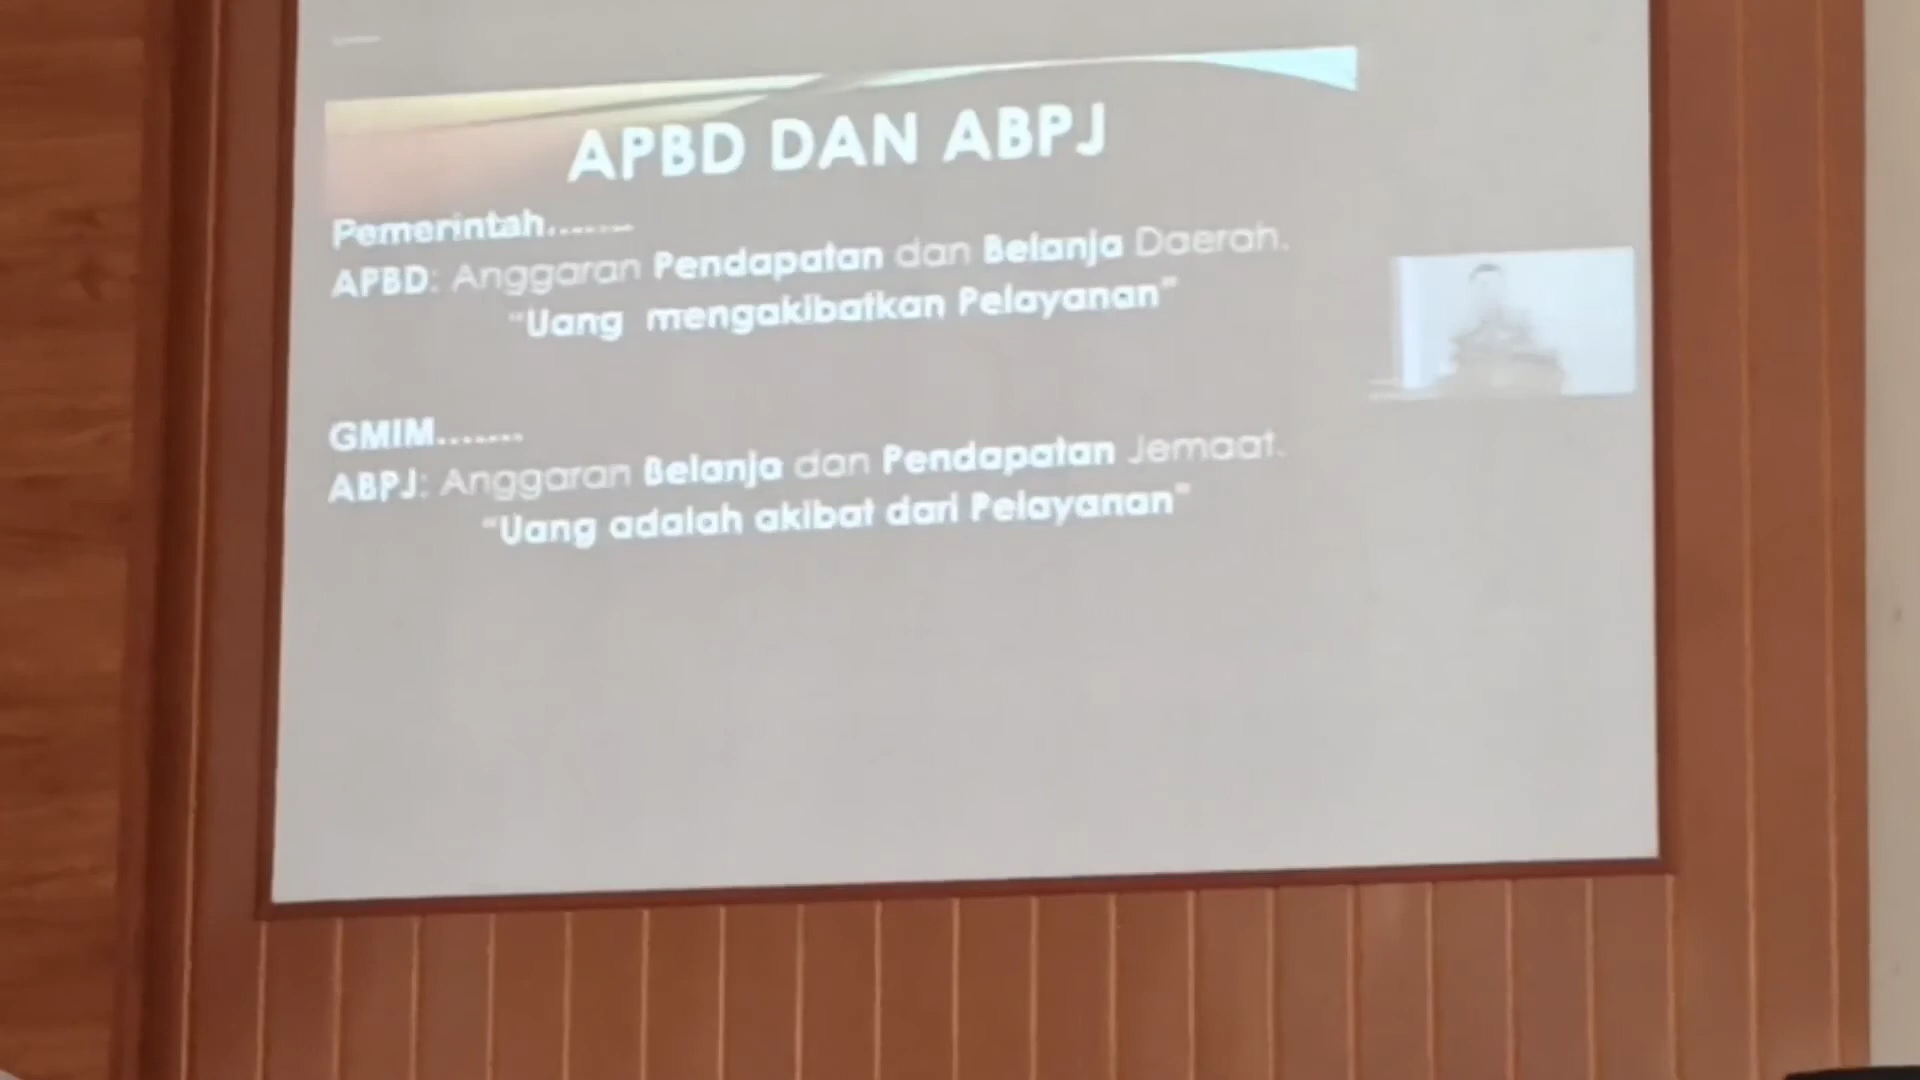 APBD DAN ABPJ
Pemerintah.......
APBD: Anggaran Pendapatan dan Belanja Daerah.
"Uang mengakibatkan Pelayanan"
GMIM.......
ABPJ: Anggaran Belanja dan Pendapatan Jemaat.
"Uang adalah akibat dari Pelayanan"